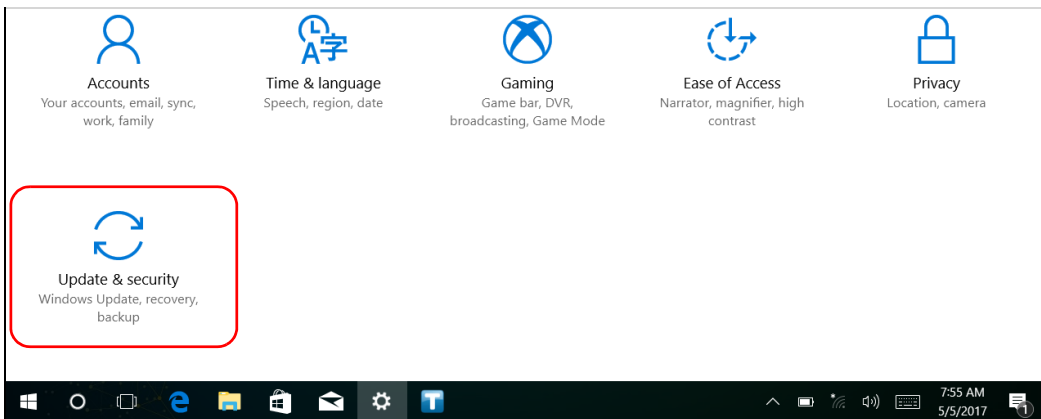 Accounts
Your accounts, email, sync,
work, family
Time & language
Speech, region, date
Gaming
Game bar, DVR,
broadcasting, Game Mode
Ease of Access
Narrator, magnifier, high
contrast
Privacy
Location, camera
Update & security
Windows Update, recovery,
backup
7:55 AM
5/5/2017
1